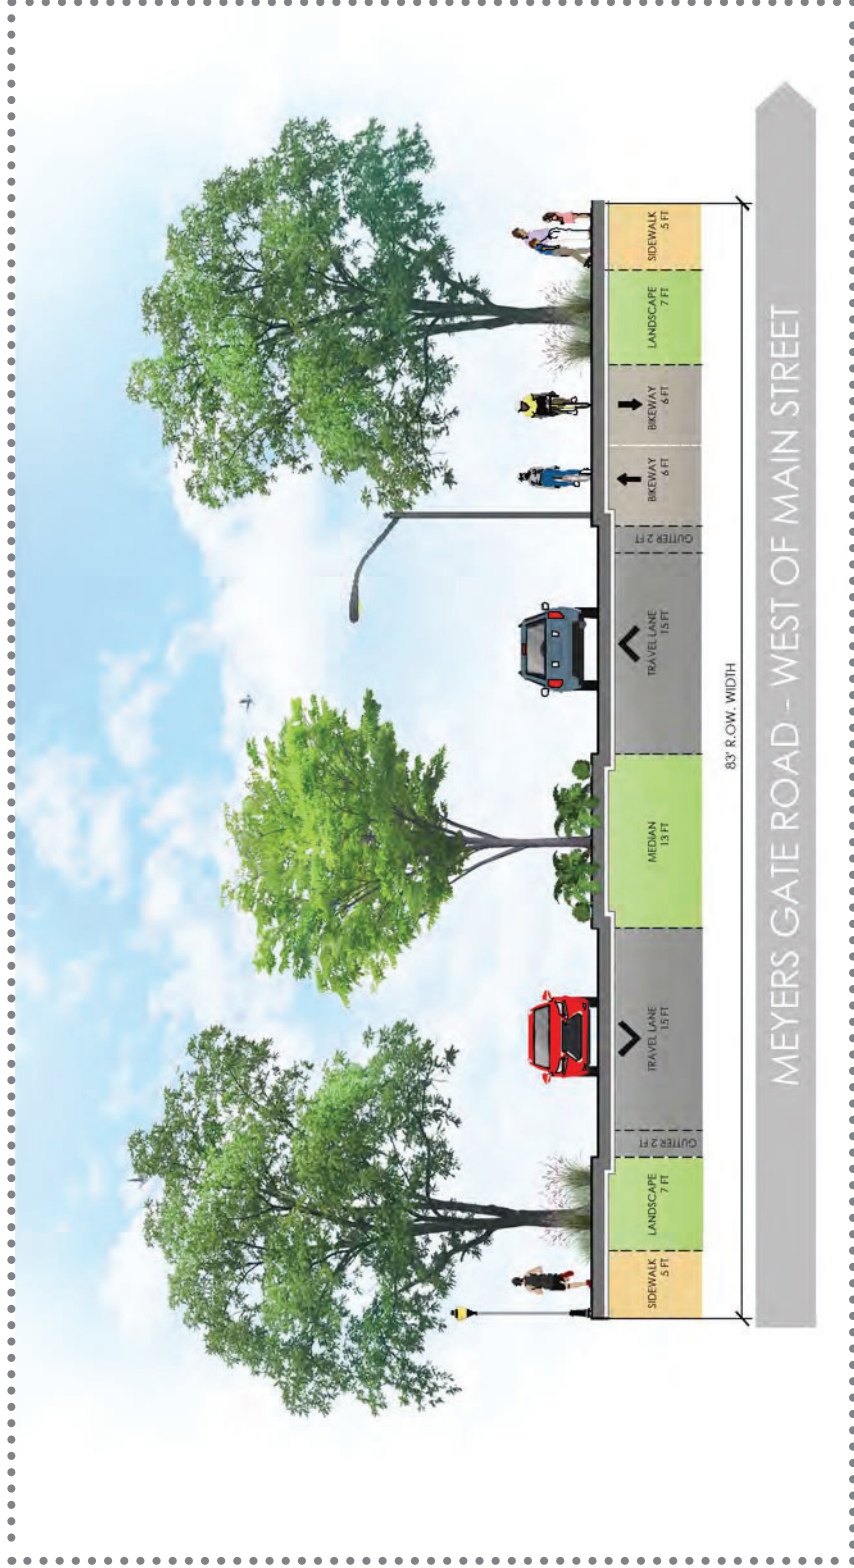 SIDEWALK
5 FT
LANDSCAPE
7 FT
GUTTER 2 FT
TRAVEL LANE
15 FT
MEDIAN
13 FT
TRAVEL LANE
15 FT
GUTTER 2 FT
BIKEWAY
6 FT
BIKEWAY
6 FT
LANDSCAPE
7 FT
SIDEWALK
5 FT
83' R.O.W. WIDTH
MEYERS GATE ROAD - WEST OF MAIN STREET